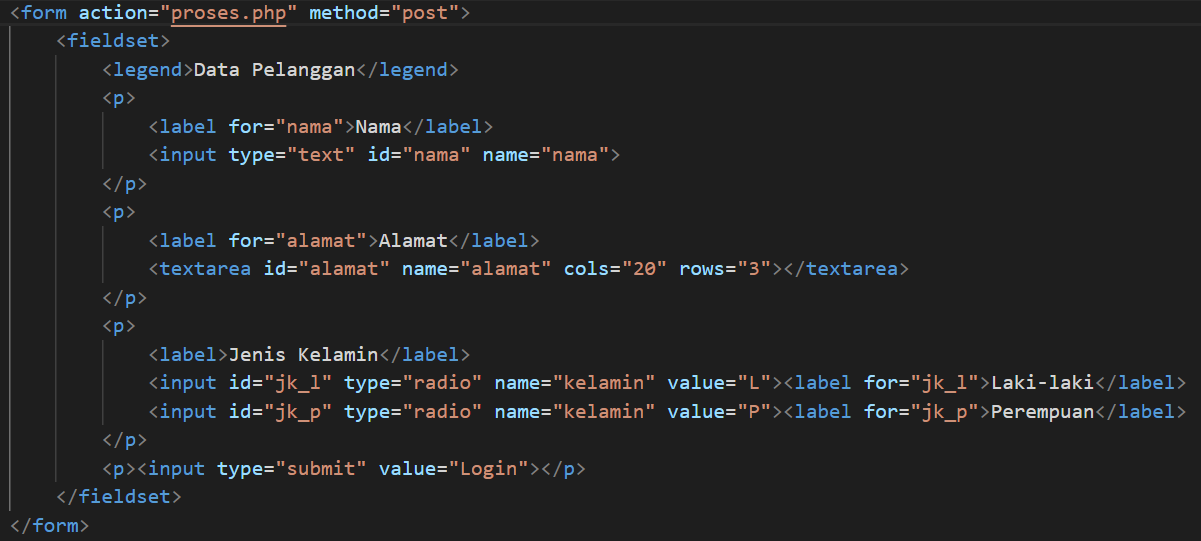 <form action="proses.php" method="post">
    <fieldset>
        <legend>Data Pelanggan</legend>
        <p>
            <label for="nama">Nama</label>
            <input type="text" id="nama" name="nama">
        </p>
        <p>
            <label for="alamat">Alamat</label>
            <textarea id="alamat" name="alamat" cols="20" rows="3"></textarea>
        </p>
        <p>
            <label>Jenis Kelamin</label>
            <input id="jk_l" type="radio" name="kelamin" value="L"><label for="jk_l">Laki-laki</label>
            <input id="jk_p" type="radio" name="kelamin" value="P"><label for="jk_p">Perempuan</label>
        </p>
        <p><input type="submit" value="Login"></p>
    </fieldset>
</form>